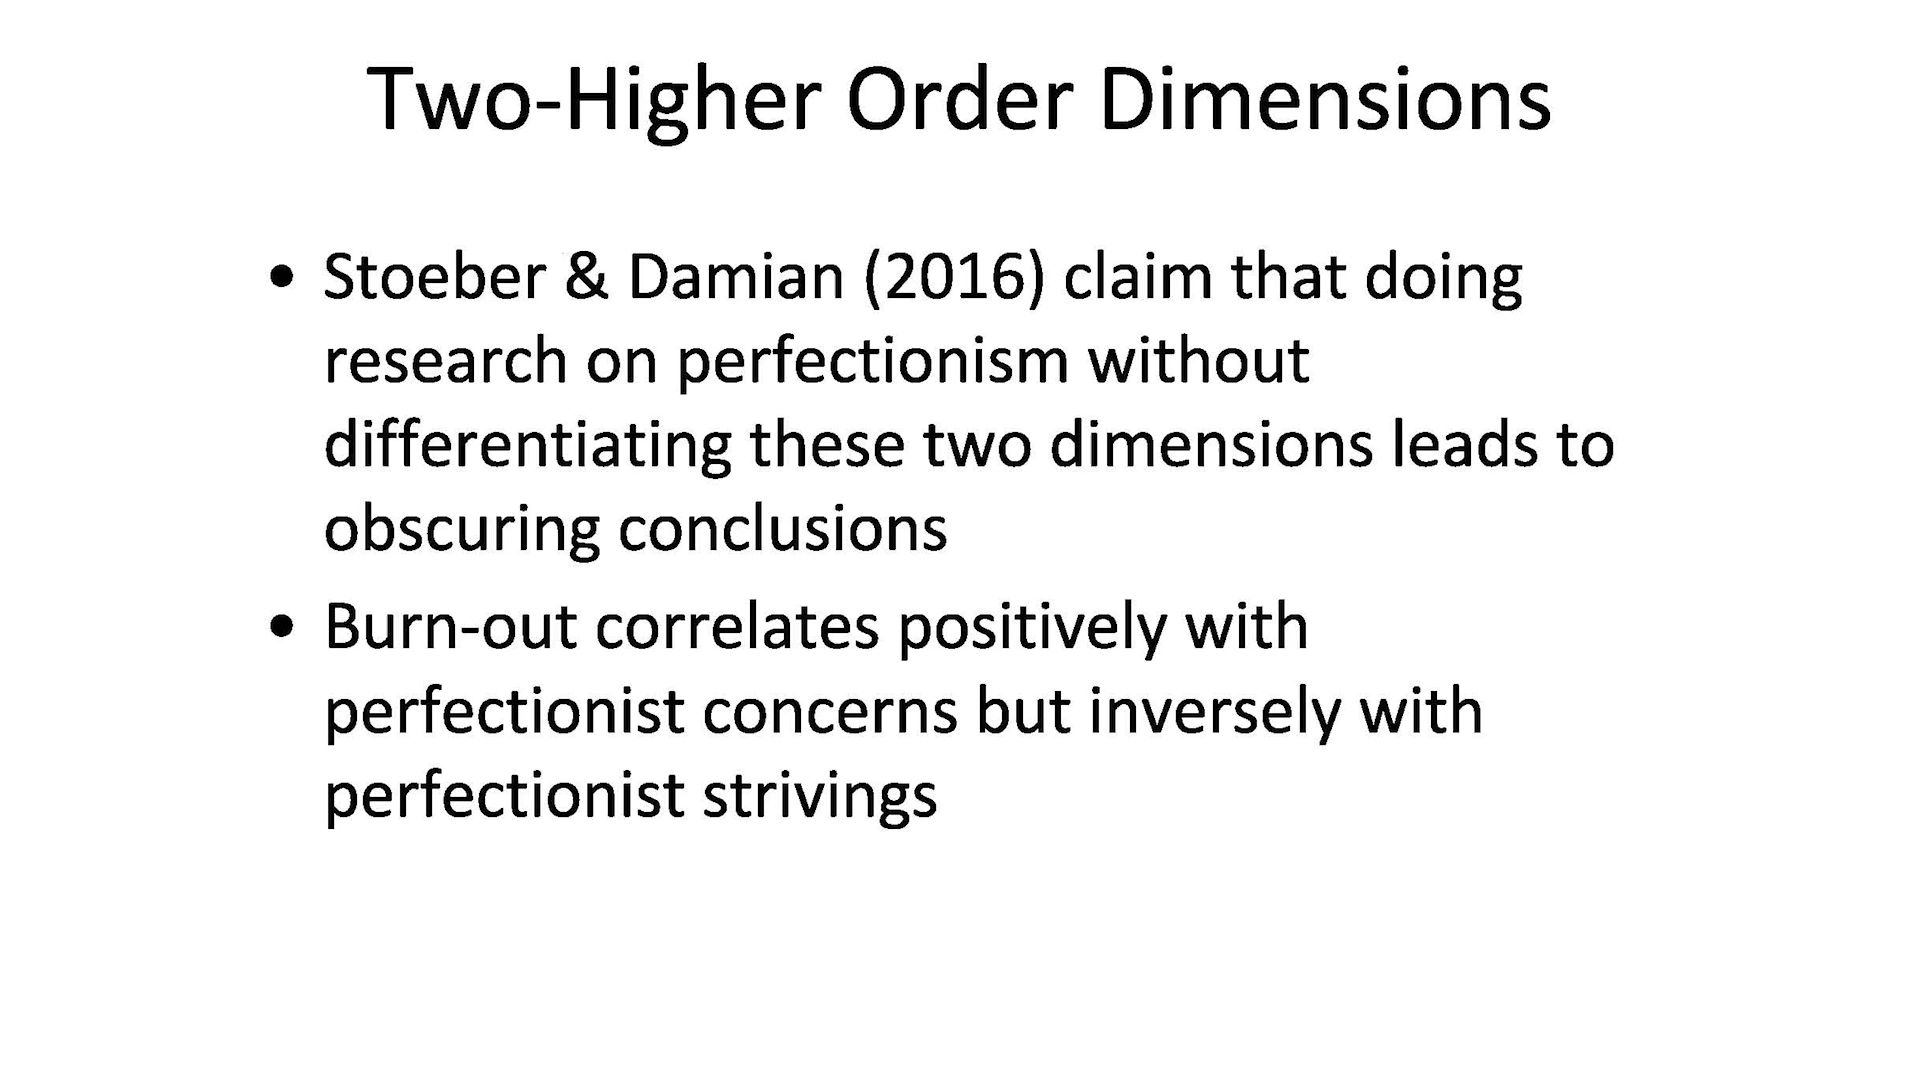 Two-Higher Order Dimensions
• Stoeber & Damian (2016) claim that doing
research on perfectionism without
differentiating these two dimensions leads to
obscuring conclusions
• Burn-out correlates positively with
perfectionist concerns but inversely with
perfectionist strivings